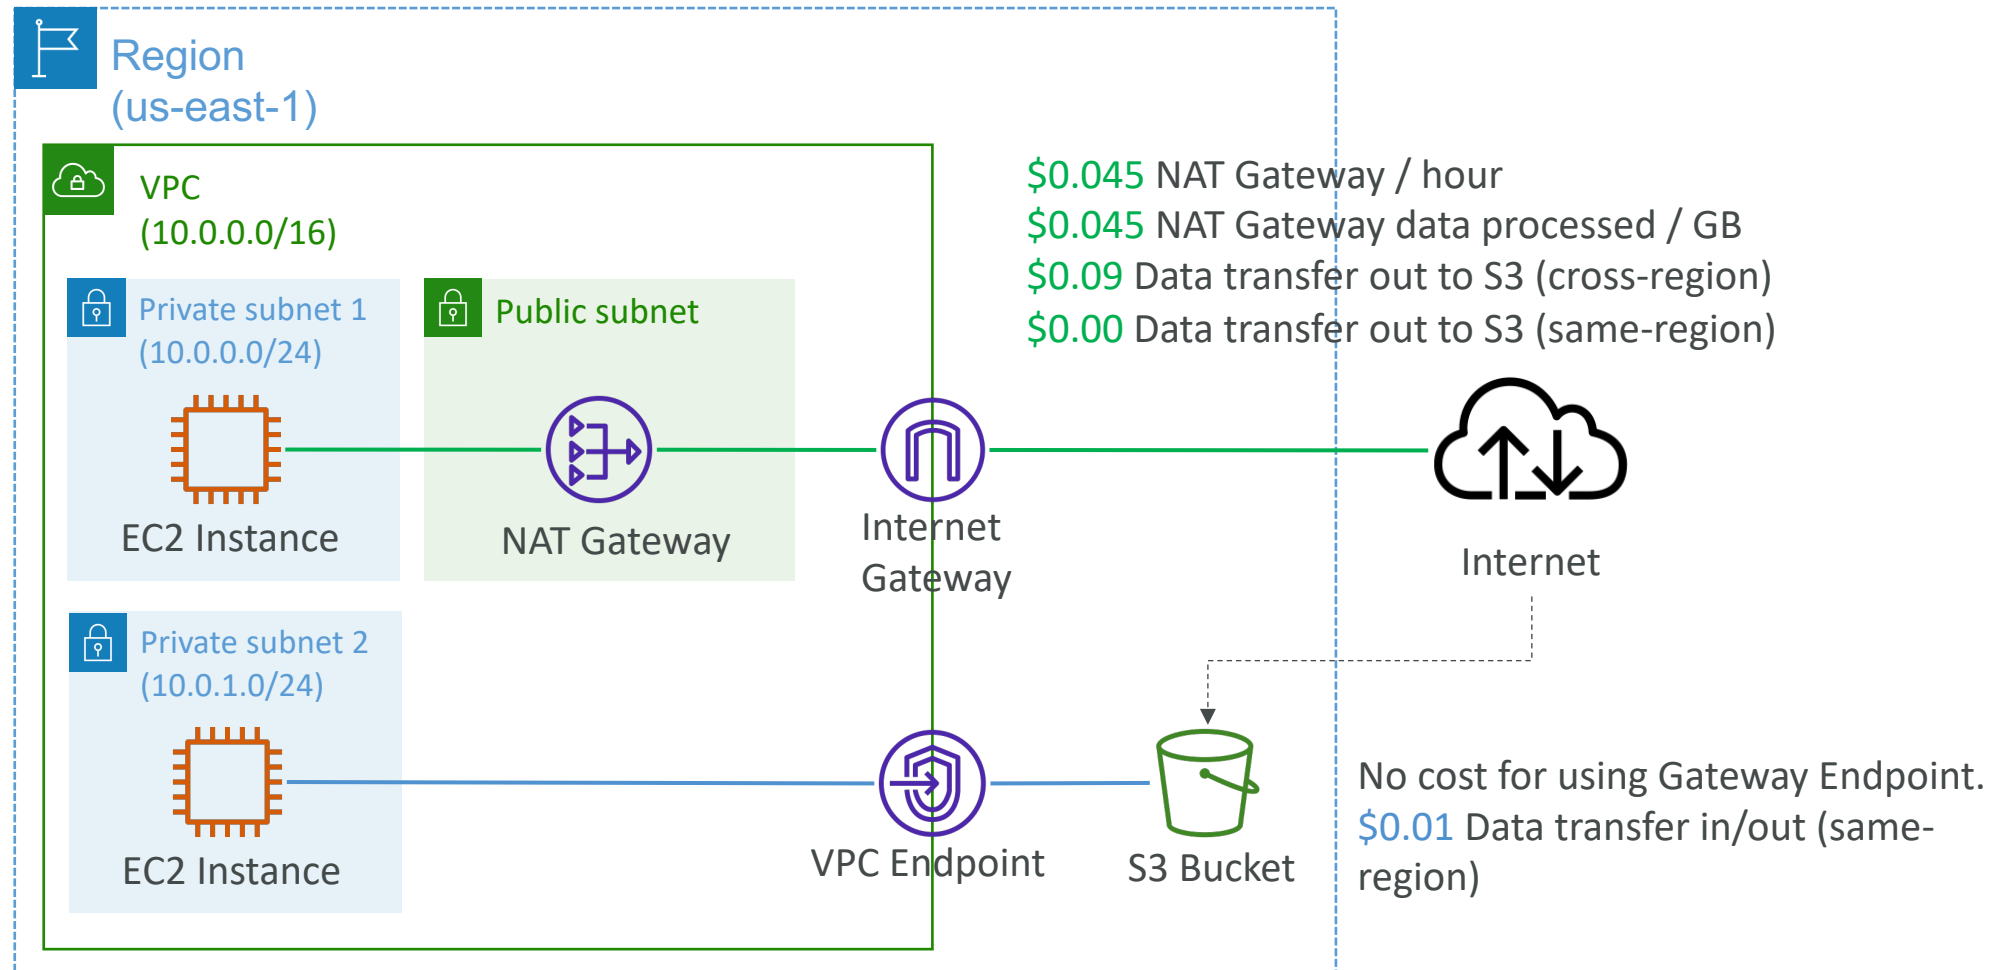 Region
(us-east-1)
VPC
(10.0.0.0/16)
$0.045 NAT Gateway / hour
$0.045 NAT Gateway data processed / GB
$0.09 Data transfer out to S3 (cross-region)
$0.00 Data transfer out to S3 (same-region)
Private subnet 1
(10.0.0.0/24)
Public subnet
EC2 Instance
NAT Gateway
Internet
Gateway
Internet
Private subnet 2
(10.0.1.0/24)
EC2 Instance
VPC Endpoint
S3 Bucket
No cost for using Gateway Endpoint.
$0.01 Data transfer in/out (same-
region)